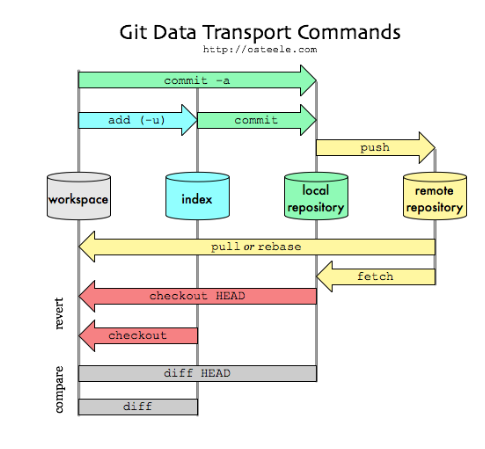 Git Data Transport Commands
http://osteele.com
commit -a
add (-u)
commit
push
workspace
index
local
repository
remote
repository
pull or rebase
fetch
revert
checkout HEAD
checkout
compare
diff HEAD
diff